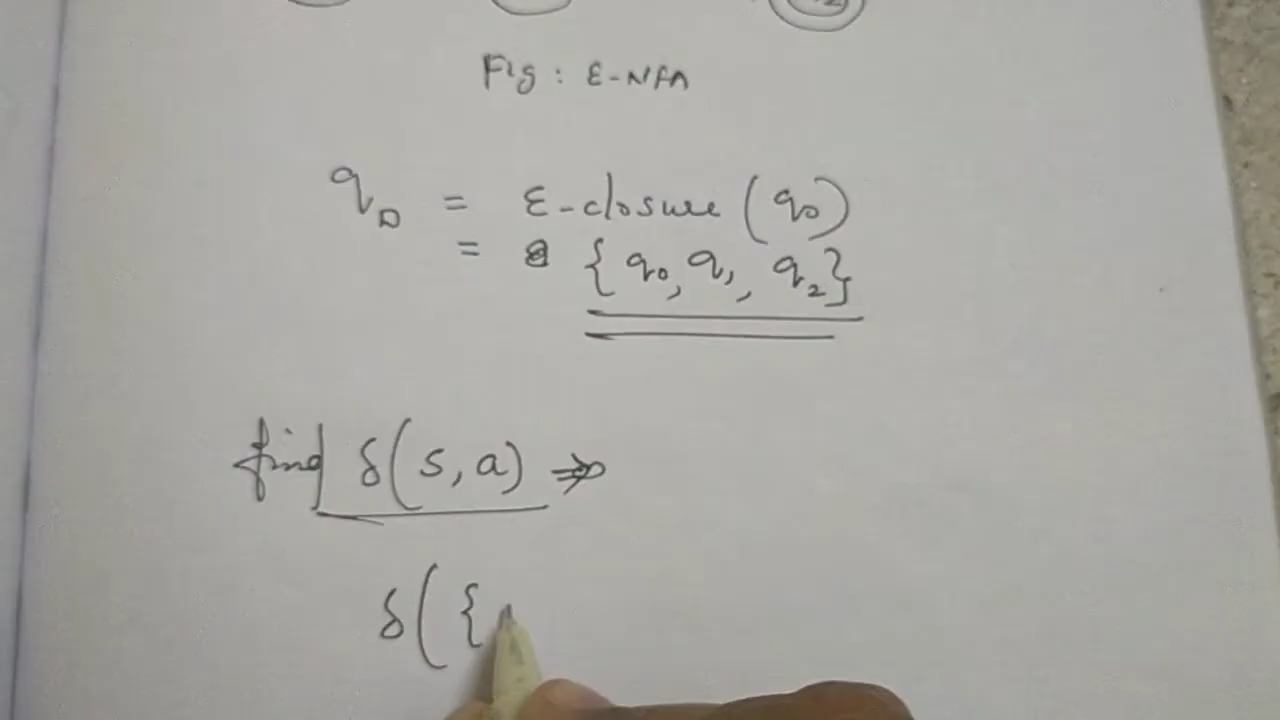 Fig : ε-NFA
q_D = ε-closure (q0)
= {q0, q1, q2}
find δ(s, a) ⇒
δ({